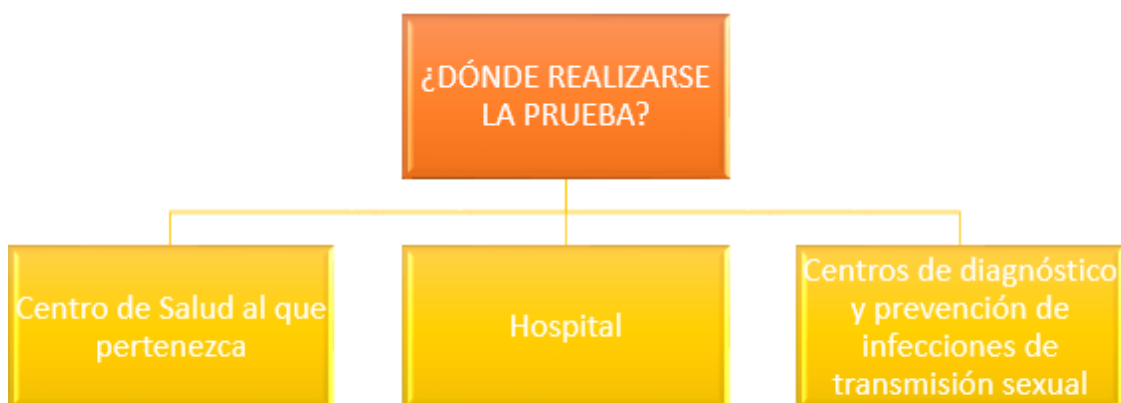 ¿DÓNDE REALIZARSE
LA PRUEBA?
Centro de Salud al que
pertenezca
Hospital
Centros de diagnóstico
y prevención de
infecciones de
transmisión sexual